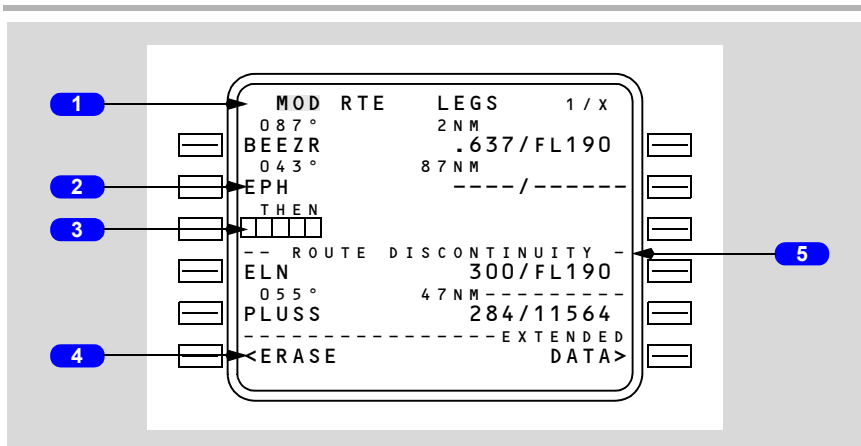 MOD RTE LEGS 1/X
087° 2NM
BEEZR .637/FL190
043° 87NM
EPH ----/------
THEN
-- ROUTE DISCONTINUITY -
ELN 300/FL190
055° 47NM---------
PLUSS 284/11564
----------------EXTENDED
<ERASE DATA>
1
2
3
4
5